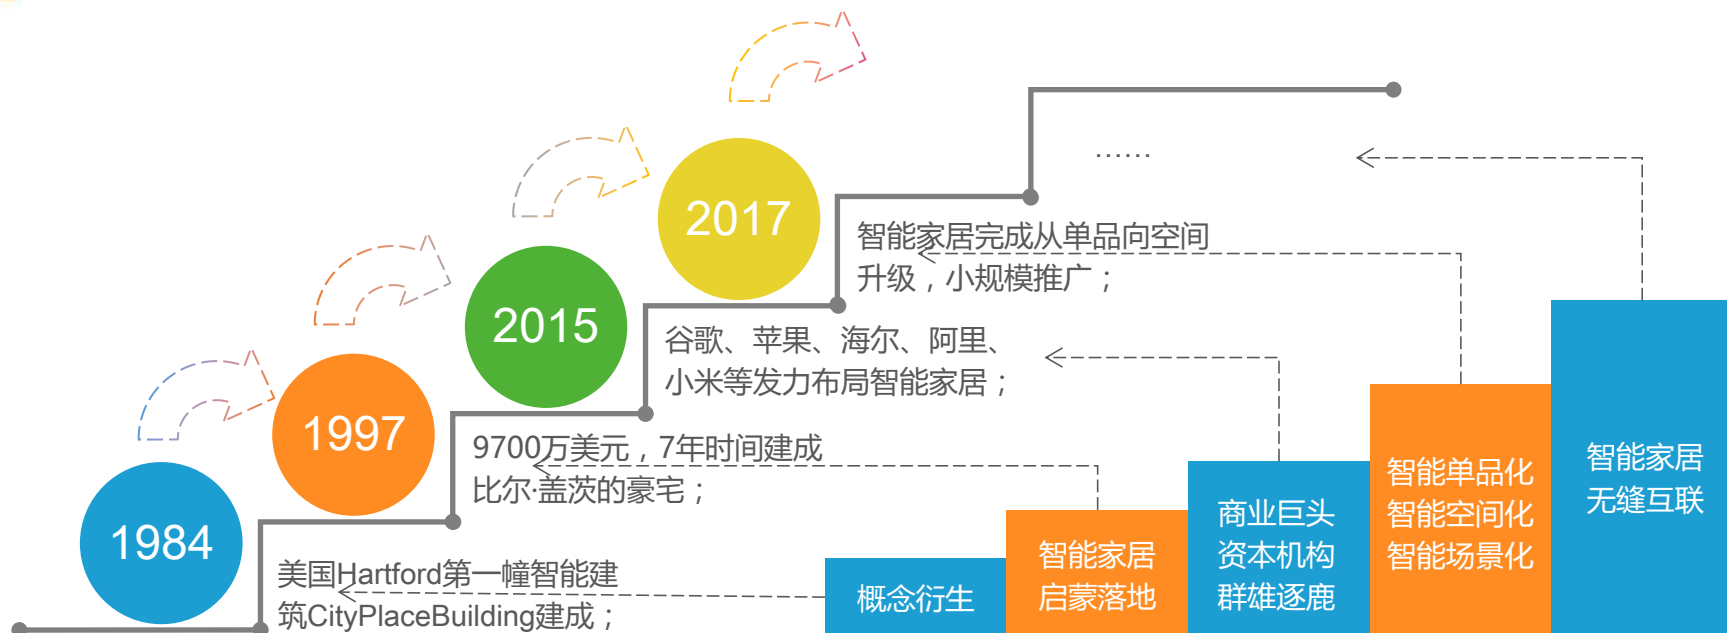 ……
2017
智能家居完成从单品向空间
升级，小规模推广；
2015
谷歌、苹果、海尔、阿里、
小米等发力布局智能家居；
1997
9700万美元，7年时间建成
比尔·盖茨的豪宅；
1984
美国Hartford第一幢智能建
筑CityPlaceBuilding建成；
概念衍生
智能家居
启蒙落地
商业巨头
资本机构
群雄逐鹿
智能单品化
智能空间化
智能场景化
智能家居
无缝互联